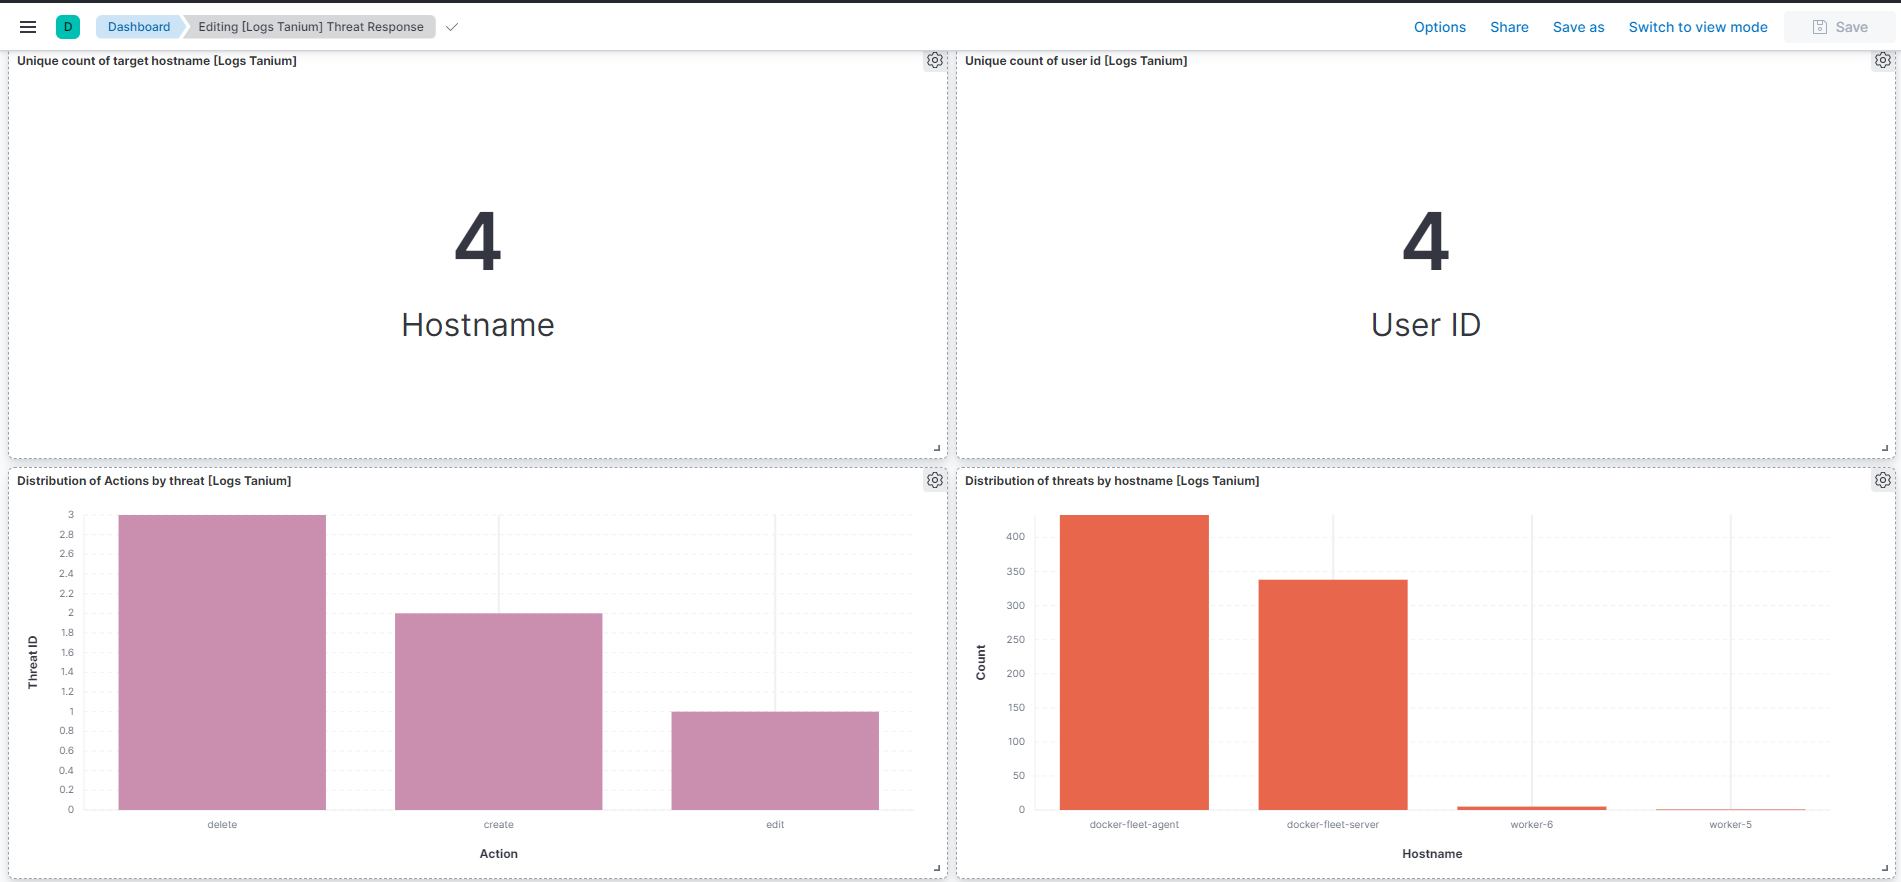 D Dashboard Editing [Logs Tanium] Threat Response Options Share Save as Switch to view mode Save
Unique count of target hostname [Logs Tanium]
4
Hostname
Unique count of user id [Logs Tanium]
4
User ID
Distribution of Actions by threat [Logs Tanium]
Threat ID
3
2.8
2.6
2.4
2.2
2
1.8
1.6
1.4
1.2
1
0.8
0.6
0.4
0.2
0
delete create edit
Action
Distribution of threats by hostname [Logs Tanium]
Count
400
350
300
250
200
150
100
50
0
docker-fleet-agent docker-fleet-server worker-6 worker-5
Hostname